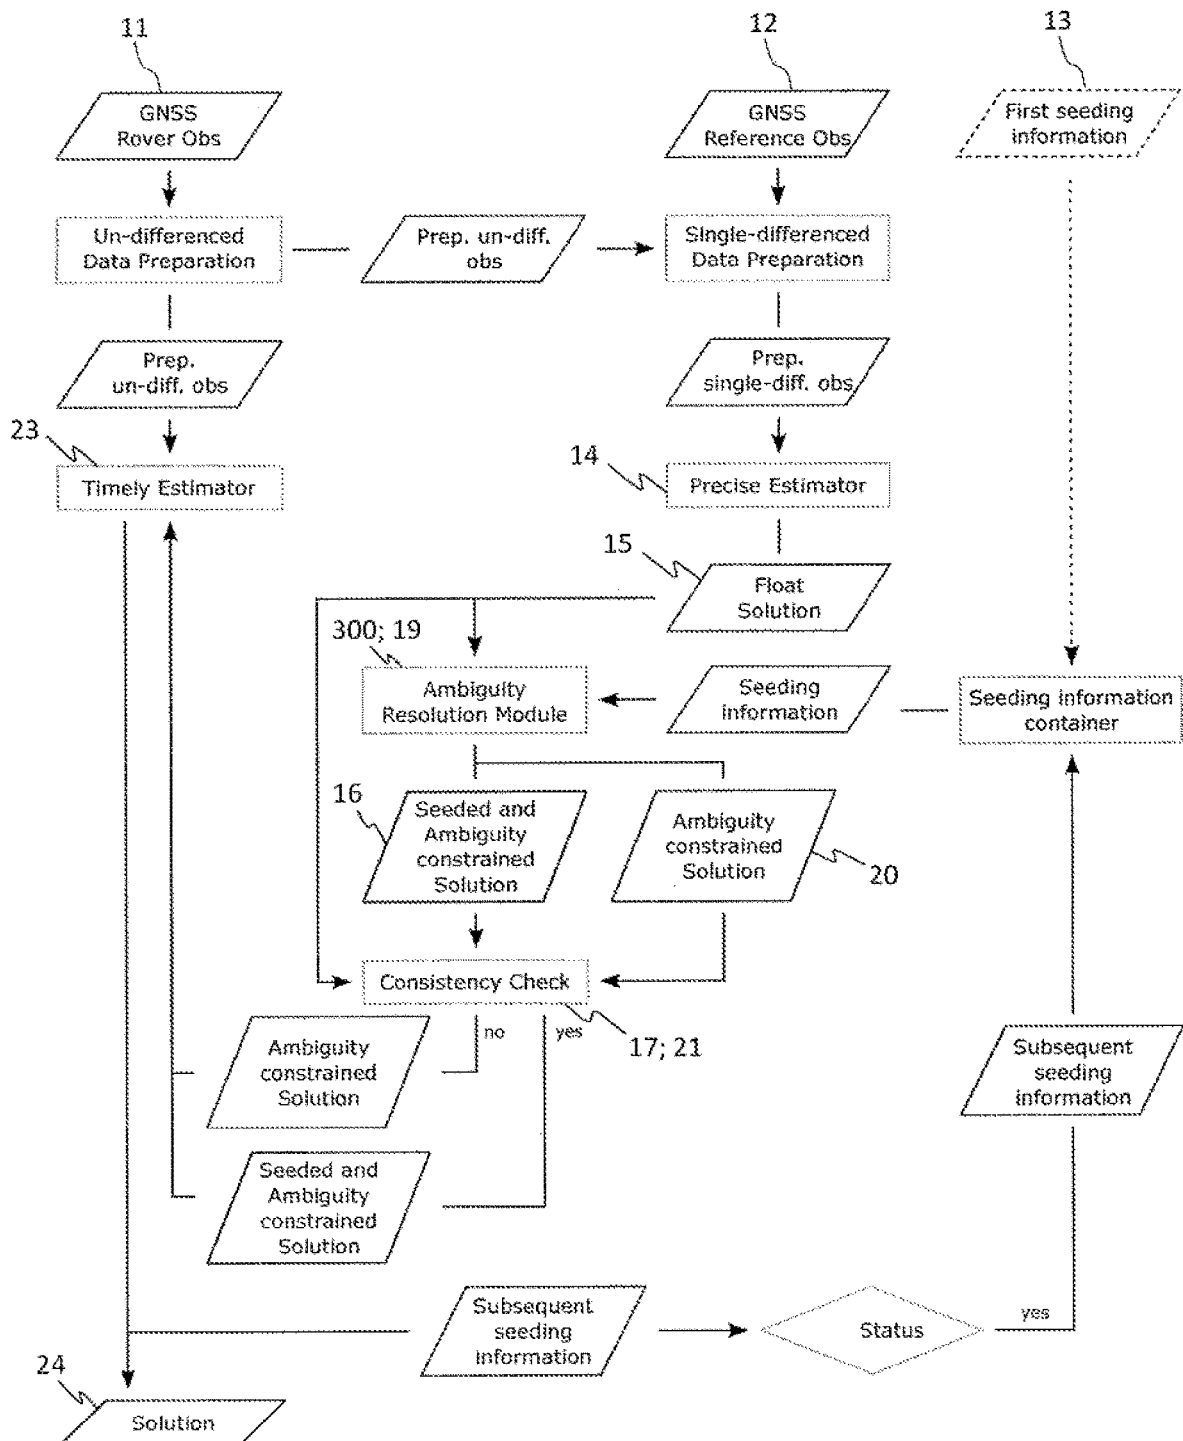 11
12
13
GNSS
Rover Obs
GNSS
Reference Obs
First seeding
information
Un-differenced
Data Preparation
Prep. un-diff.
obs
Single-differenced
Data Preparation
Prep.
un-diff. obs
Prep.
single-diff. obs
23
Timely Estimator
14
Precise Estimator
15
Float
Solution
300; 19
Ambiguity
Resolution Module
Seeding
information
Seeding information
container
16
Seeded and
Ambiguity
constrained
Solution
Ambiguity
constrained
Solution
20
Consistency Check
no
yes
17; 21
Ambiguity
constrained
Solution
Subsequent
seeding
information
Seeded and
Ambiguity
constrained
Solution
Subsequent
seeding
information
Status
yes
24
Solution